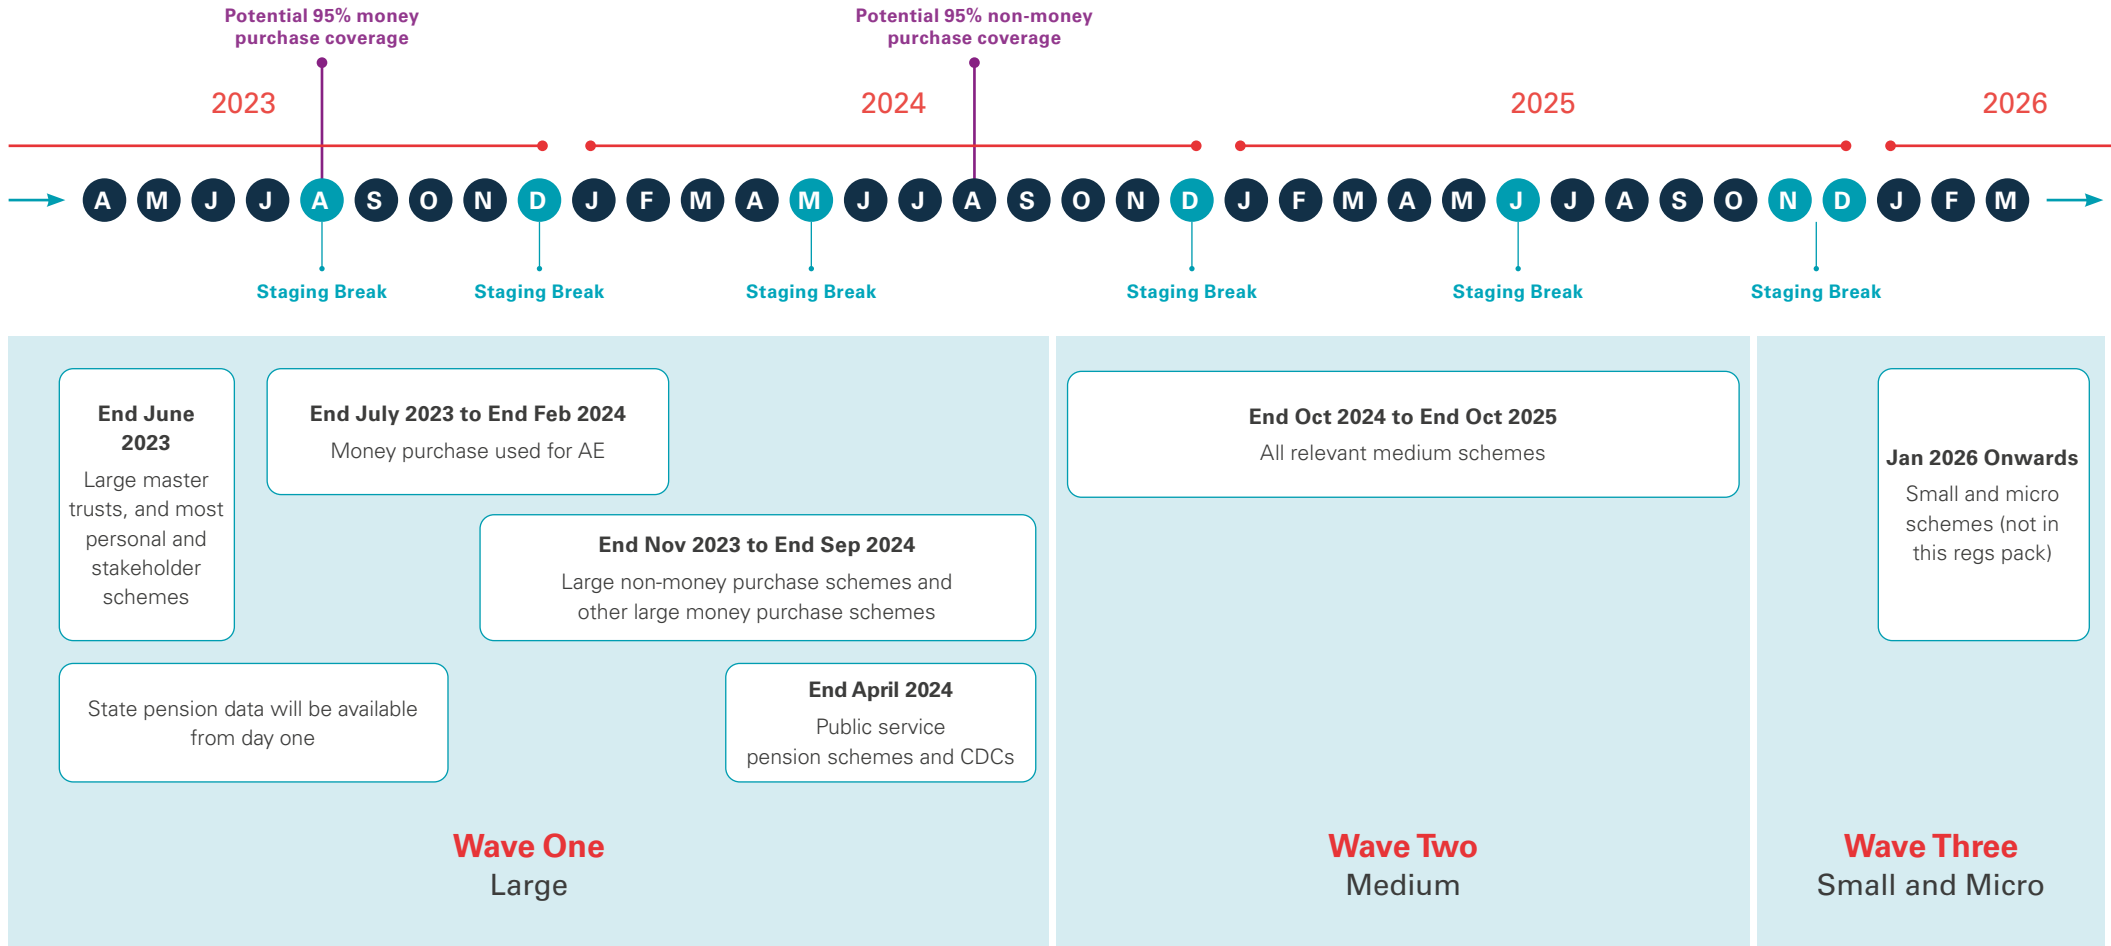 Potential 95% money
purchase coverage
Potential 95% non-money
purchase coverage
2023
2024
2025
2026
A M J J A S O N D J F M A M J J A S O N D J F M A M J J A S O N D J F M
Staging Break
Staging Break
Staging Break
Staging Break
Staging Break
Staging Break
End June
2023
Large master
trusts, and most
personal and
stakeholder
schemes
End July 2023 to End Feb 2024
Money purchase used for AE
End Nov 2023 to End Sep 2024
Large non-money purchase schemes and
other large money purchase schemes
State pension data will be available
from day one
End April 2024
Public service
pension schemes and CDCs
Wave One
Large
End Oct 2024 to End Oct 2025
All relevant medium schemes
Wave Two
Medium
Jan 2026 Onwards
Small and micro
schemes (not in
this regs pack)
Wave Three
Small and Micro